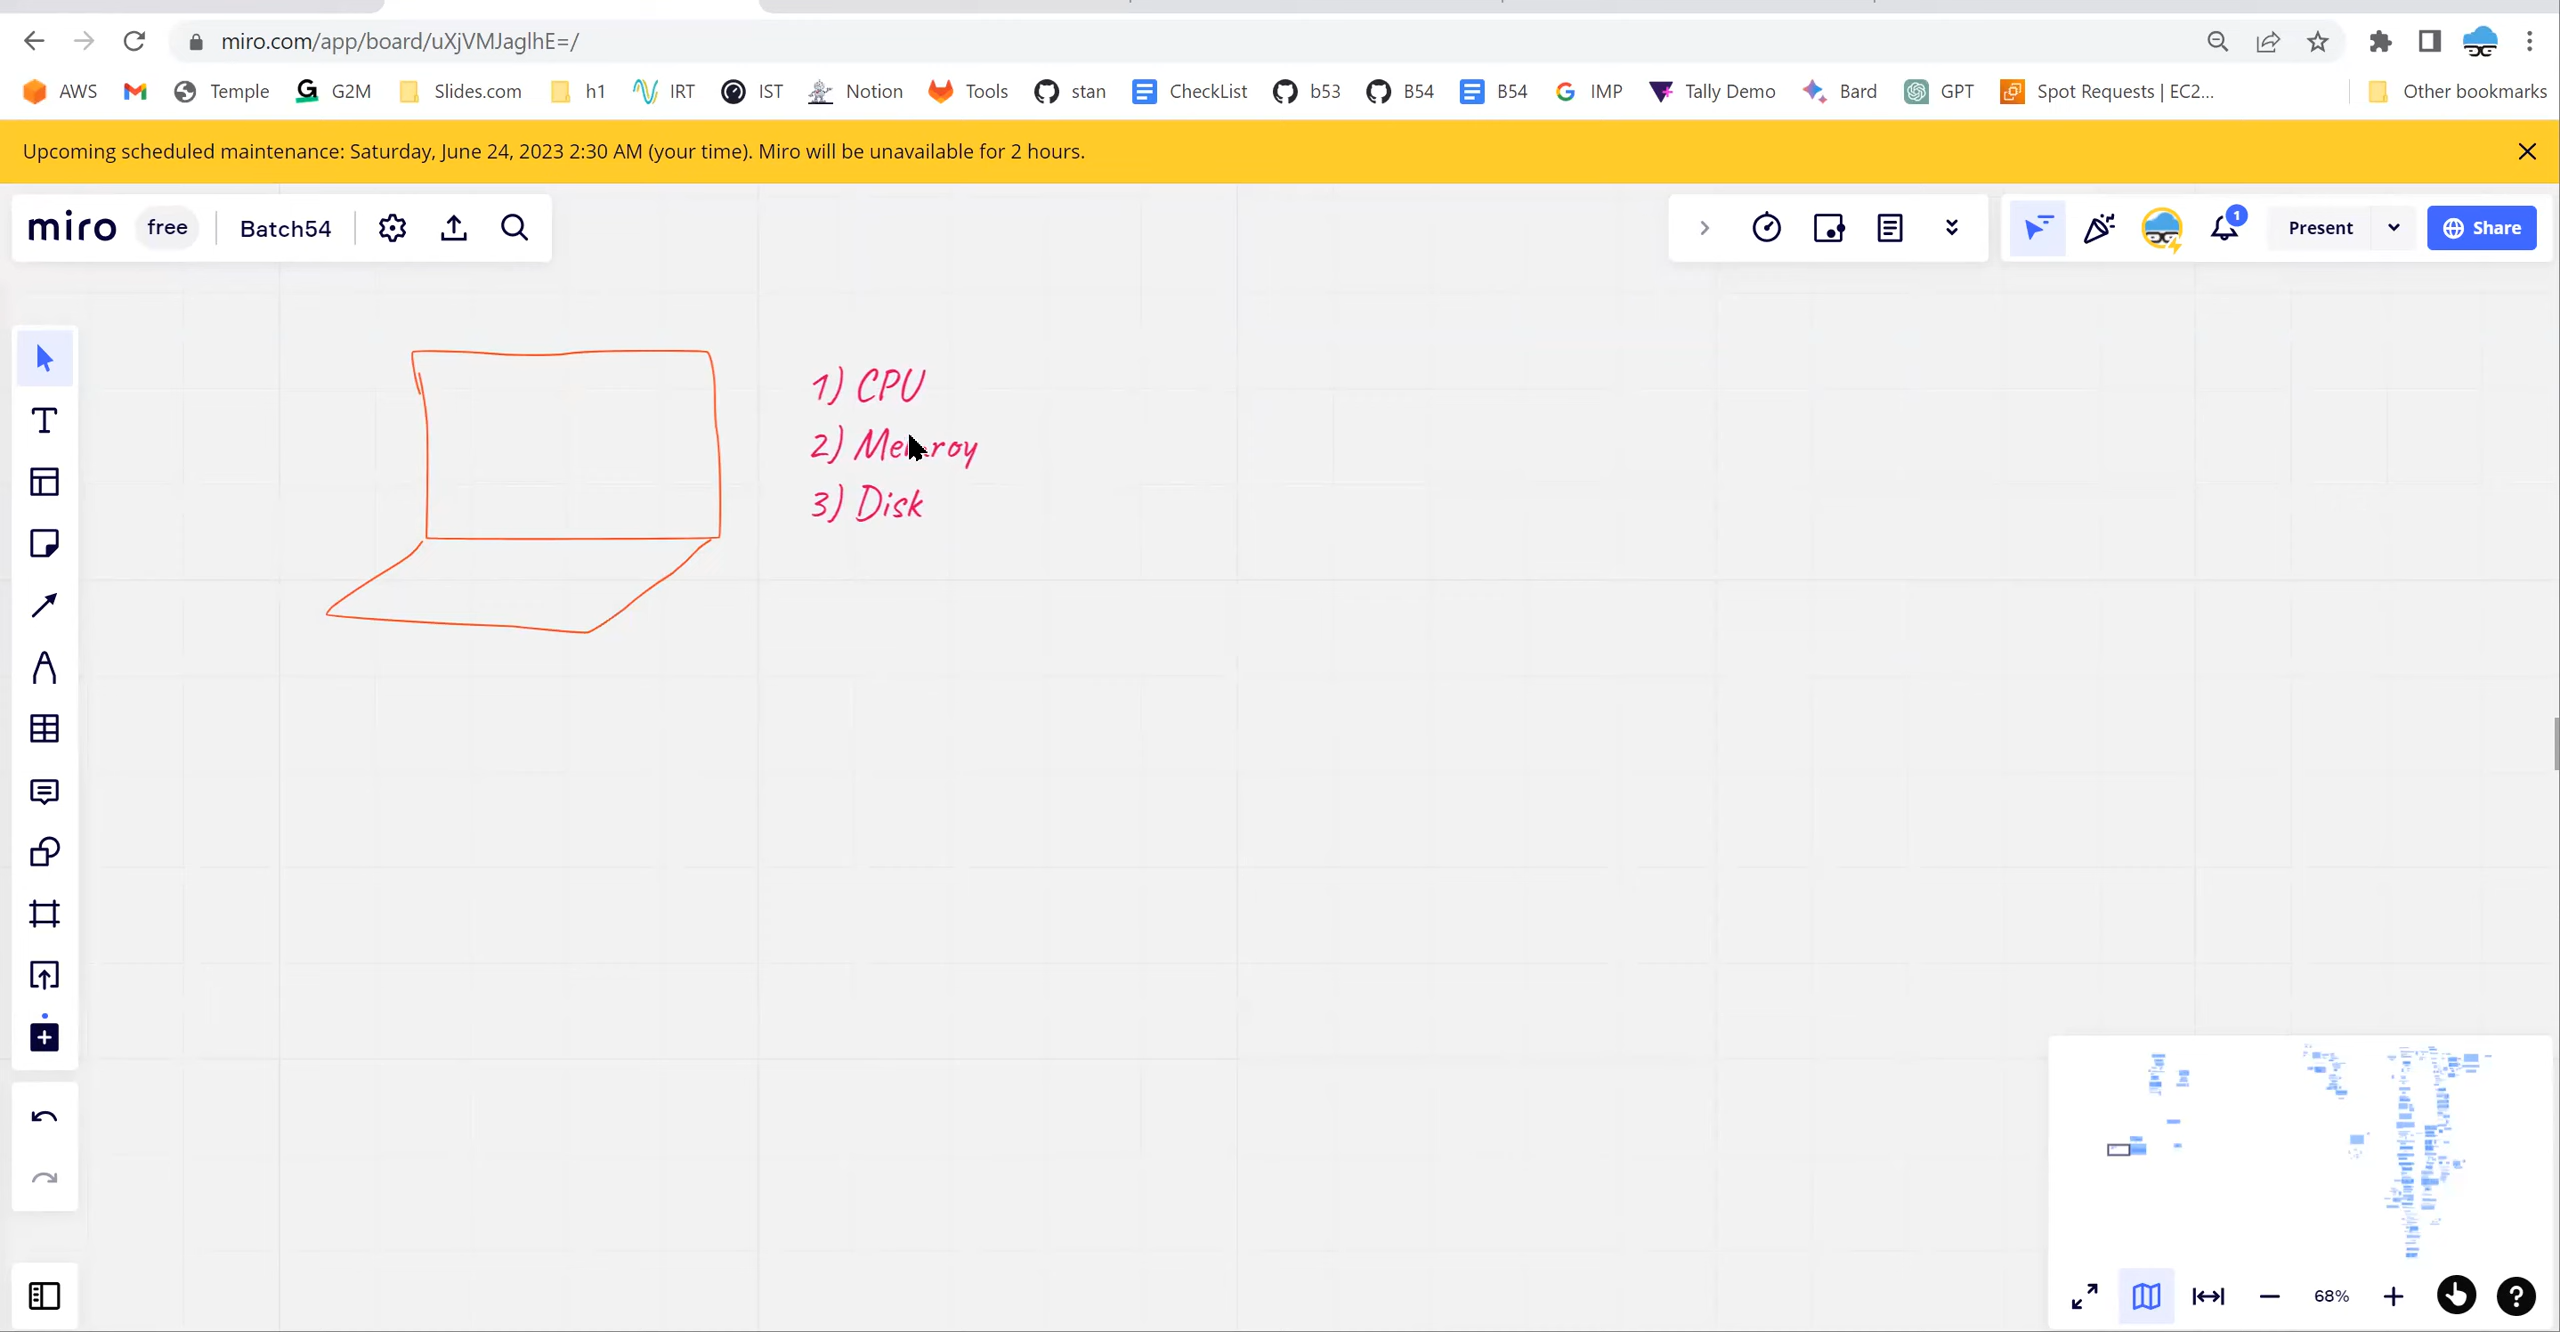 miro.com/app/board/uXjVMJaglhE=/
AWS Temple G2M Slides.com h1 IRT IST Notion Tools stan CheckList b53 B54 B54 IMP Tally Demo Bard GPT Spot Requests | EC2... Other bookmarks
Upcoming scheduled maintenance: Saturday, June 24, 2023 2:30 AM (your time). Miro will be unavailable for 2 hours.
miro free Batch54 1 Present Share
1) CPU
2) Memroy
3) Disk
68%